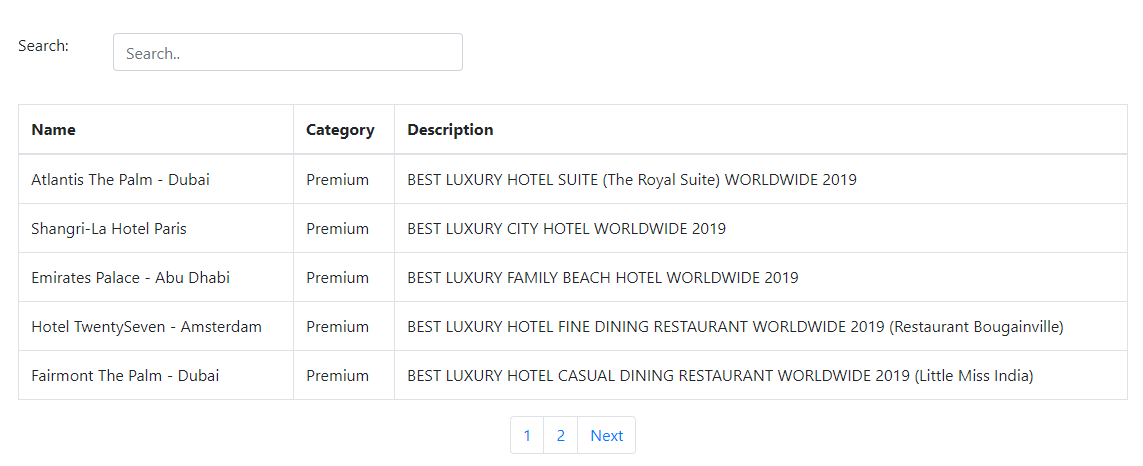 Search: Search..
Name Category Description
Atlantis The Palm - Dubai Premium BEST LUXURY HOTEL SUITE (The Royal Suite) WORLDWIDE 2019
Shangri-La Hotel Paris Premium BEST LUXURY CITY HOTEL WORLDWIDE 2019
Emirates Palace - Abu Dhabi Premium BEST LUXURY FAMILY BEACH HOTEL WORLDWIDE 2019
Hotel TwentySeven - Amsterdam Premium BEST LUXURY HOTEL FINE DINING RESTAURANT WORLDWIDE 2019 (Restaurant Bougainville)
Fairmont The Palm - Dubai Premium BEST LUXURY HOTEL CASUAL DINING RESTAURANT WORLDWIDE 2019 (Little Miss India)
1 2 Next